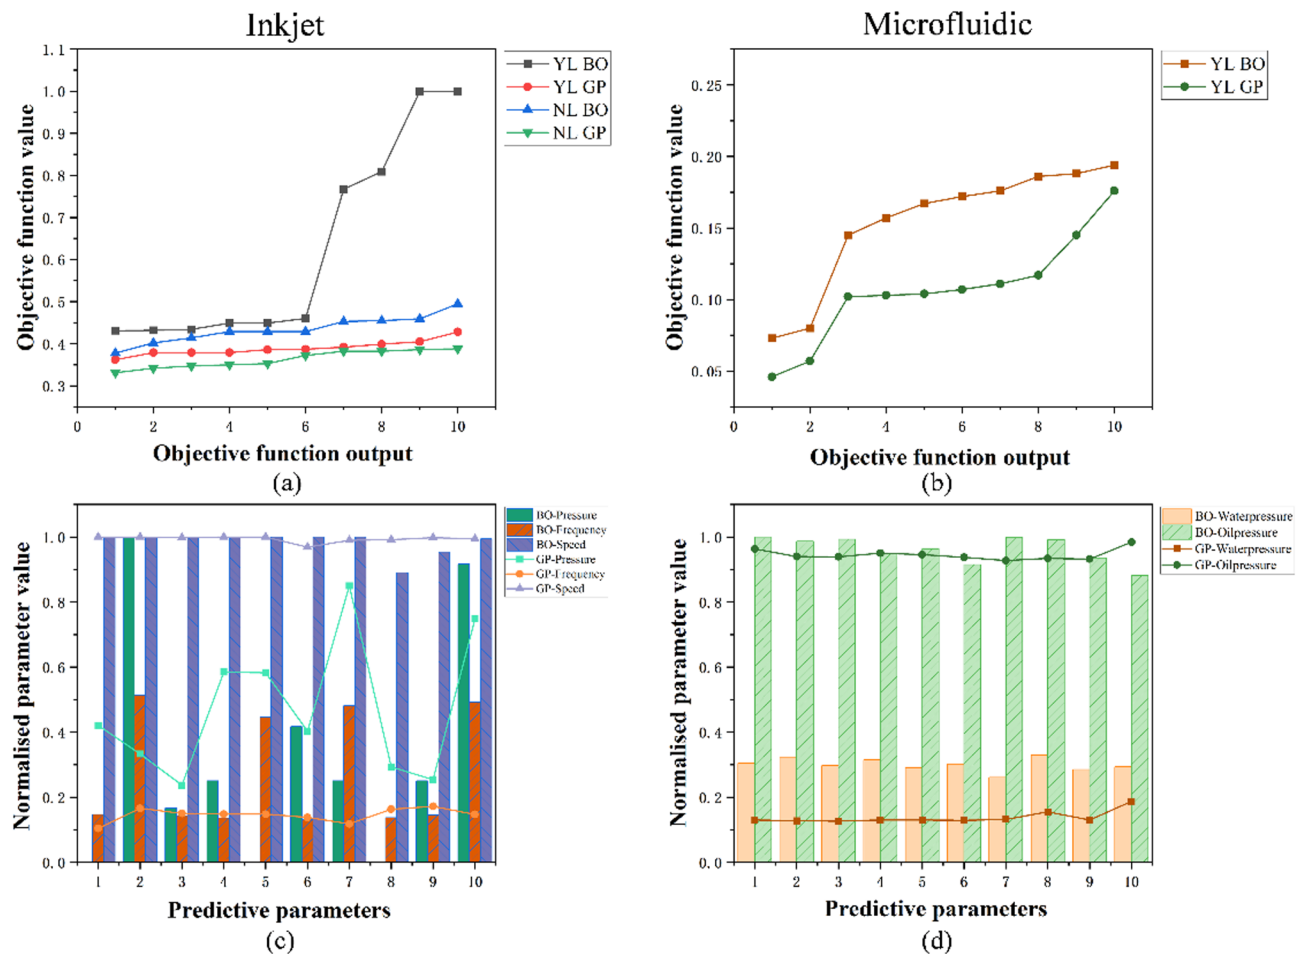 Inkjet
Microfluidic
YL BO
YL GP
NL BO
NL GP
Objective function value
1.1
1.0
0.9
0.8
0.7
0.6
0.5
0.4
0.3
0 2 4 6 8 10
Objective function output
(a)
YL BO
YL GP
Objective function value
0.25
0.20
0.15
0.10
0.05
0 2 4 6 8 10
Objective function output
(b)
BO-Pressure
BO-Frequency
BO-Speed
GP-Pressure
GP-Frequency
GP-Speed
Normalised parameter value
1.0
0.8
0.6
0.4
0.2
0.0
1 2 3 4 5 6 7 8 9 10
Predictive parameters
(c)
BO-Waterpressure
BO-Oilpressure
GP-Waterpressure
GP-Oilpressure
Normalised parameter value
1.0
0.8
0.6
0.4
0.2
0.0
1 2 3 4 5 6 7 8 9 10
Predictive parameters
(d)